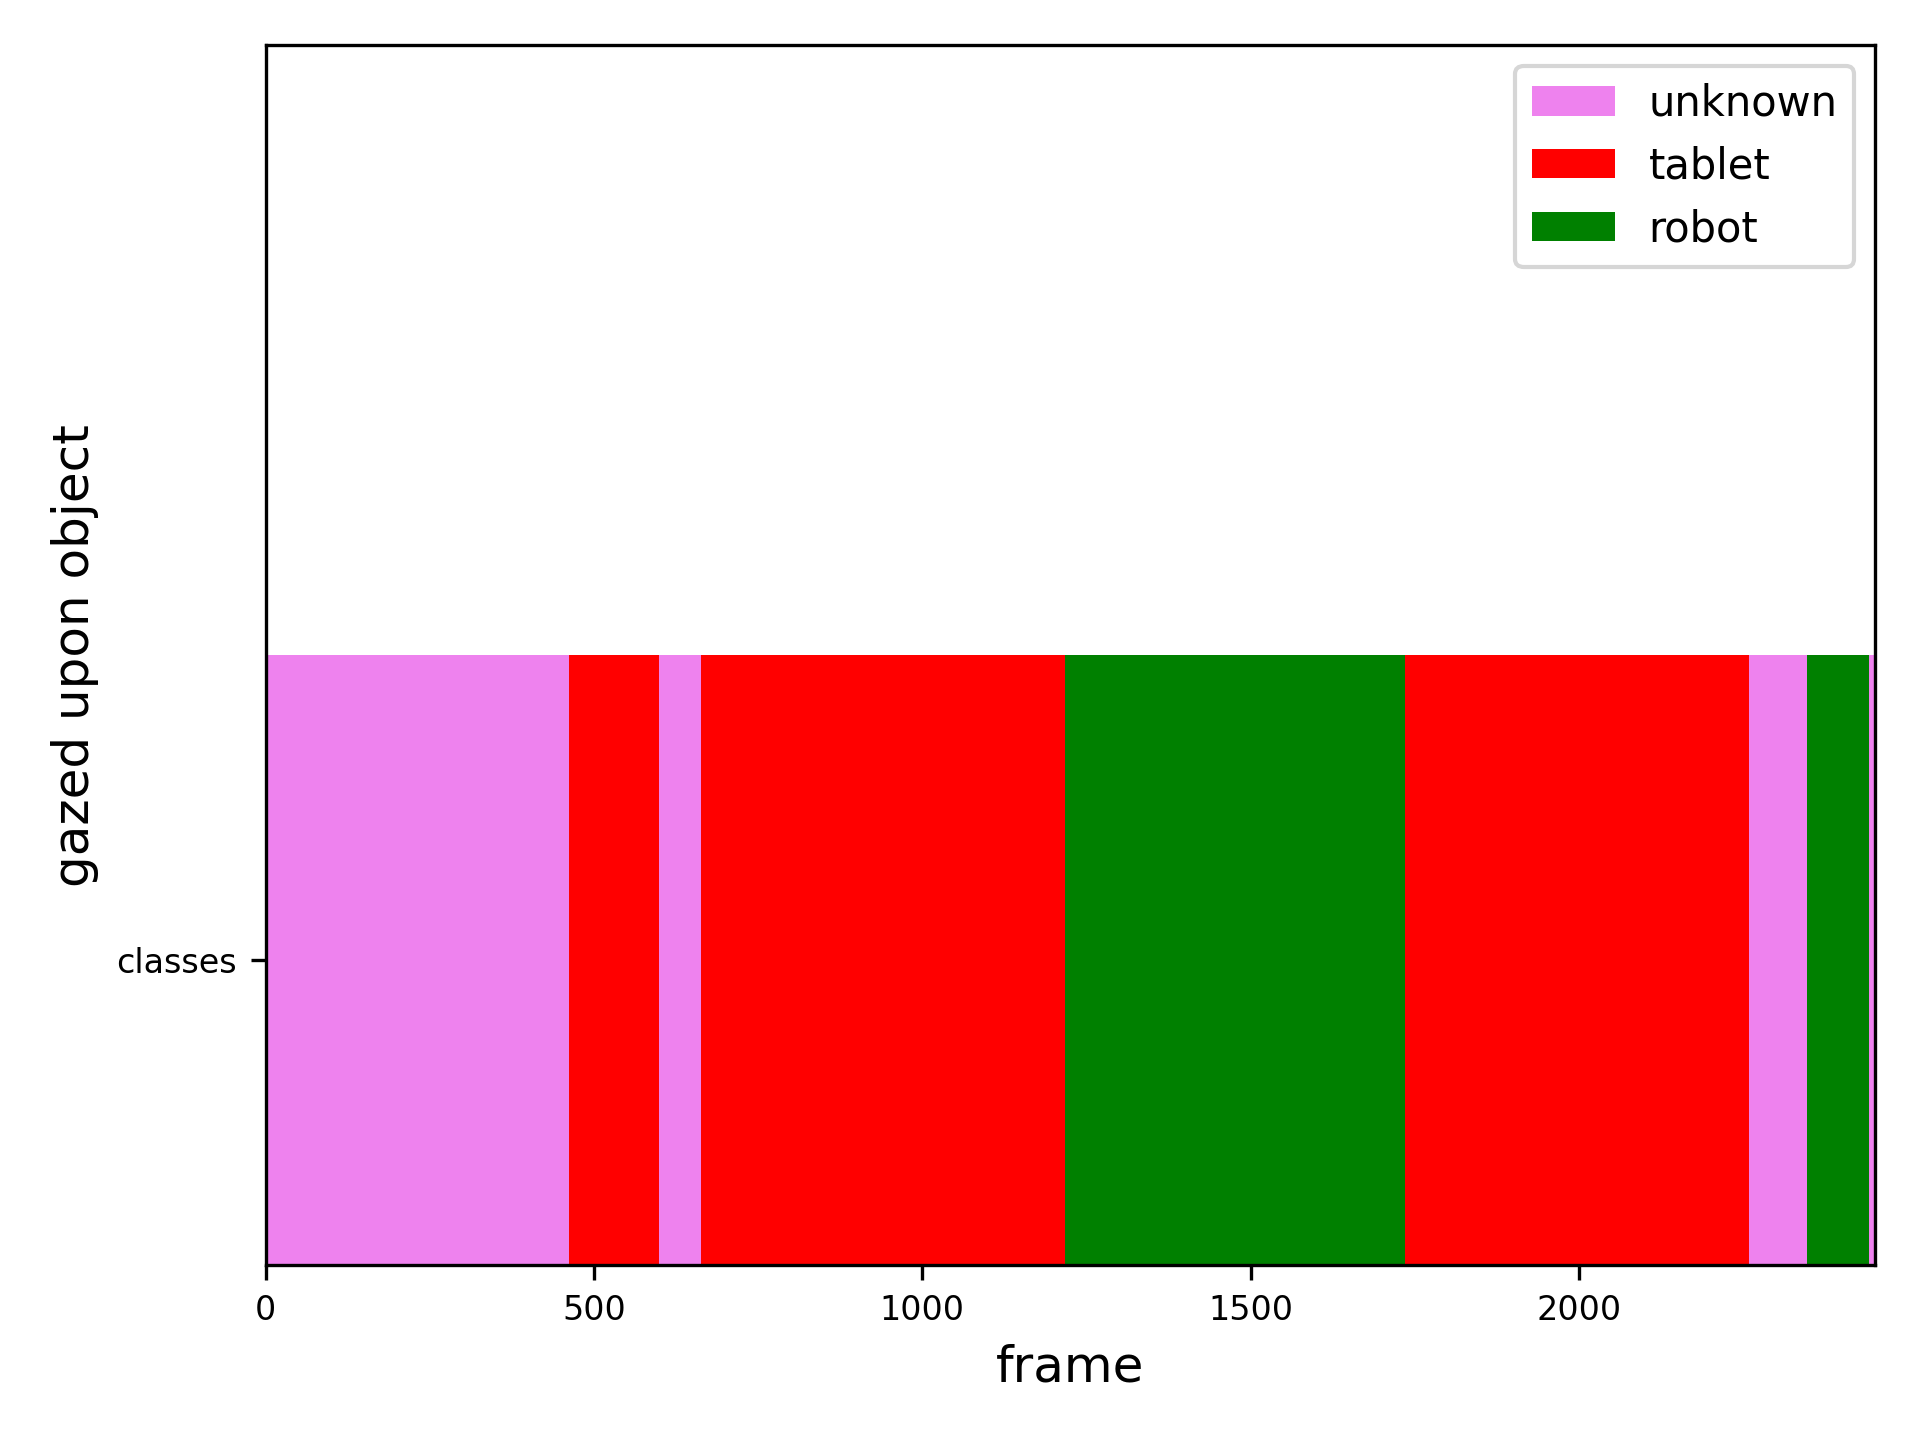 unknown
tablet
robot
gazed upon object
classes
0 500 1000 1500 2000
frame